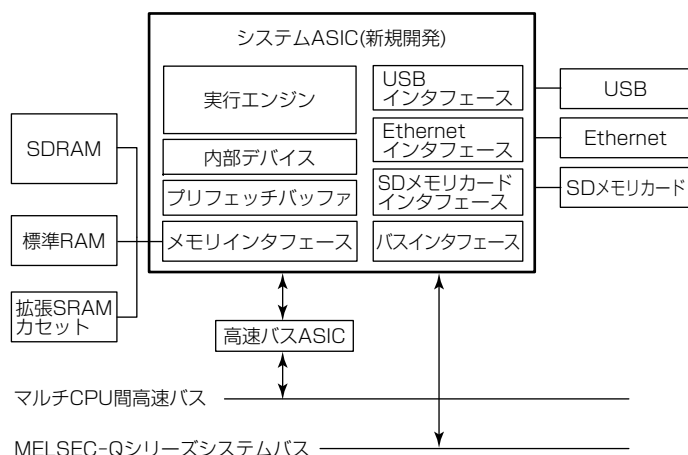 システムASIC(新規開発)
実行エンジン
内部デバイス
プリフェッチバッファ
メモリインタフェース
USB
インタフェース
Ethernet
インタフェース
SDメモリカード
インタフェース
バスインタフェース
SDRAM
標準RAM
拡張SRAM
カセット
USB
Ethernet
SDメモリカード
高速バスASIC
マルチCPU間高速バス
MELSEC-Qシリーズシステムバス